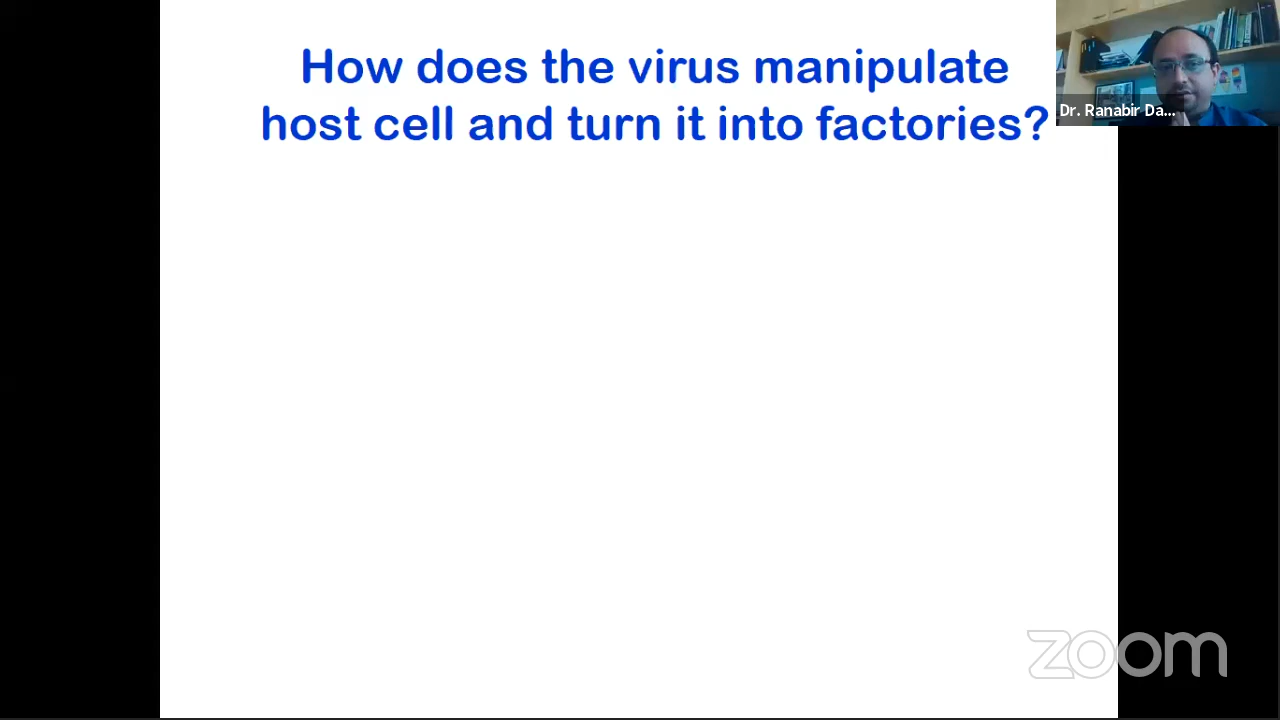 How does the virus manipulate
host cell and turn it into factories?
Dr. Ranabir Da...
zoom